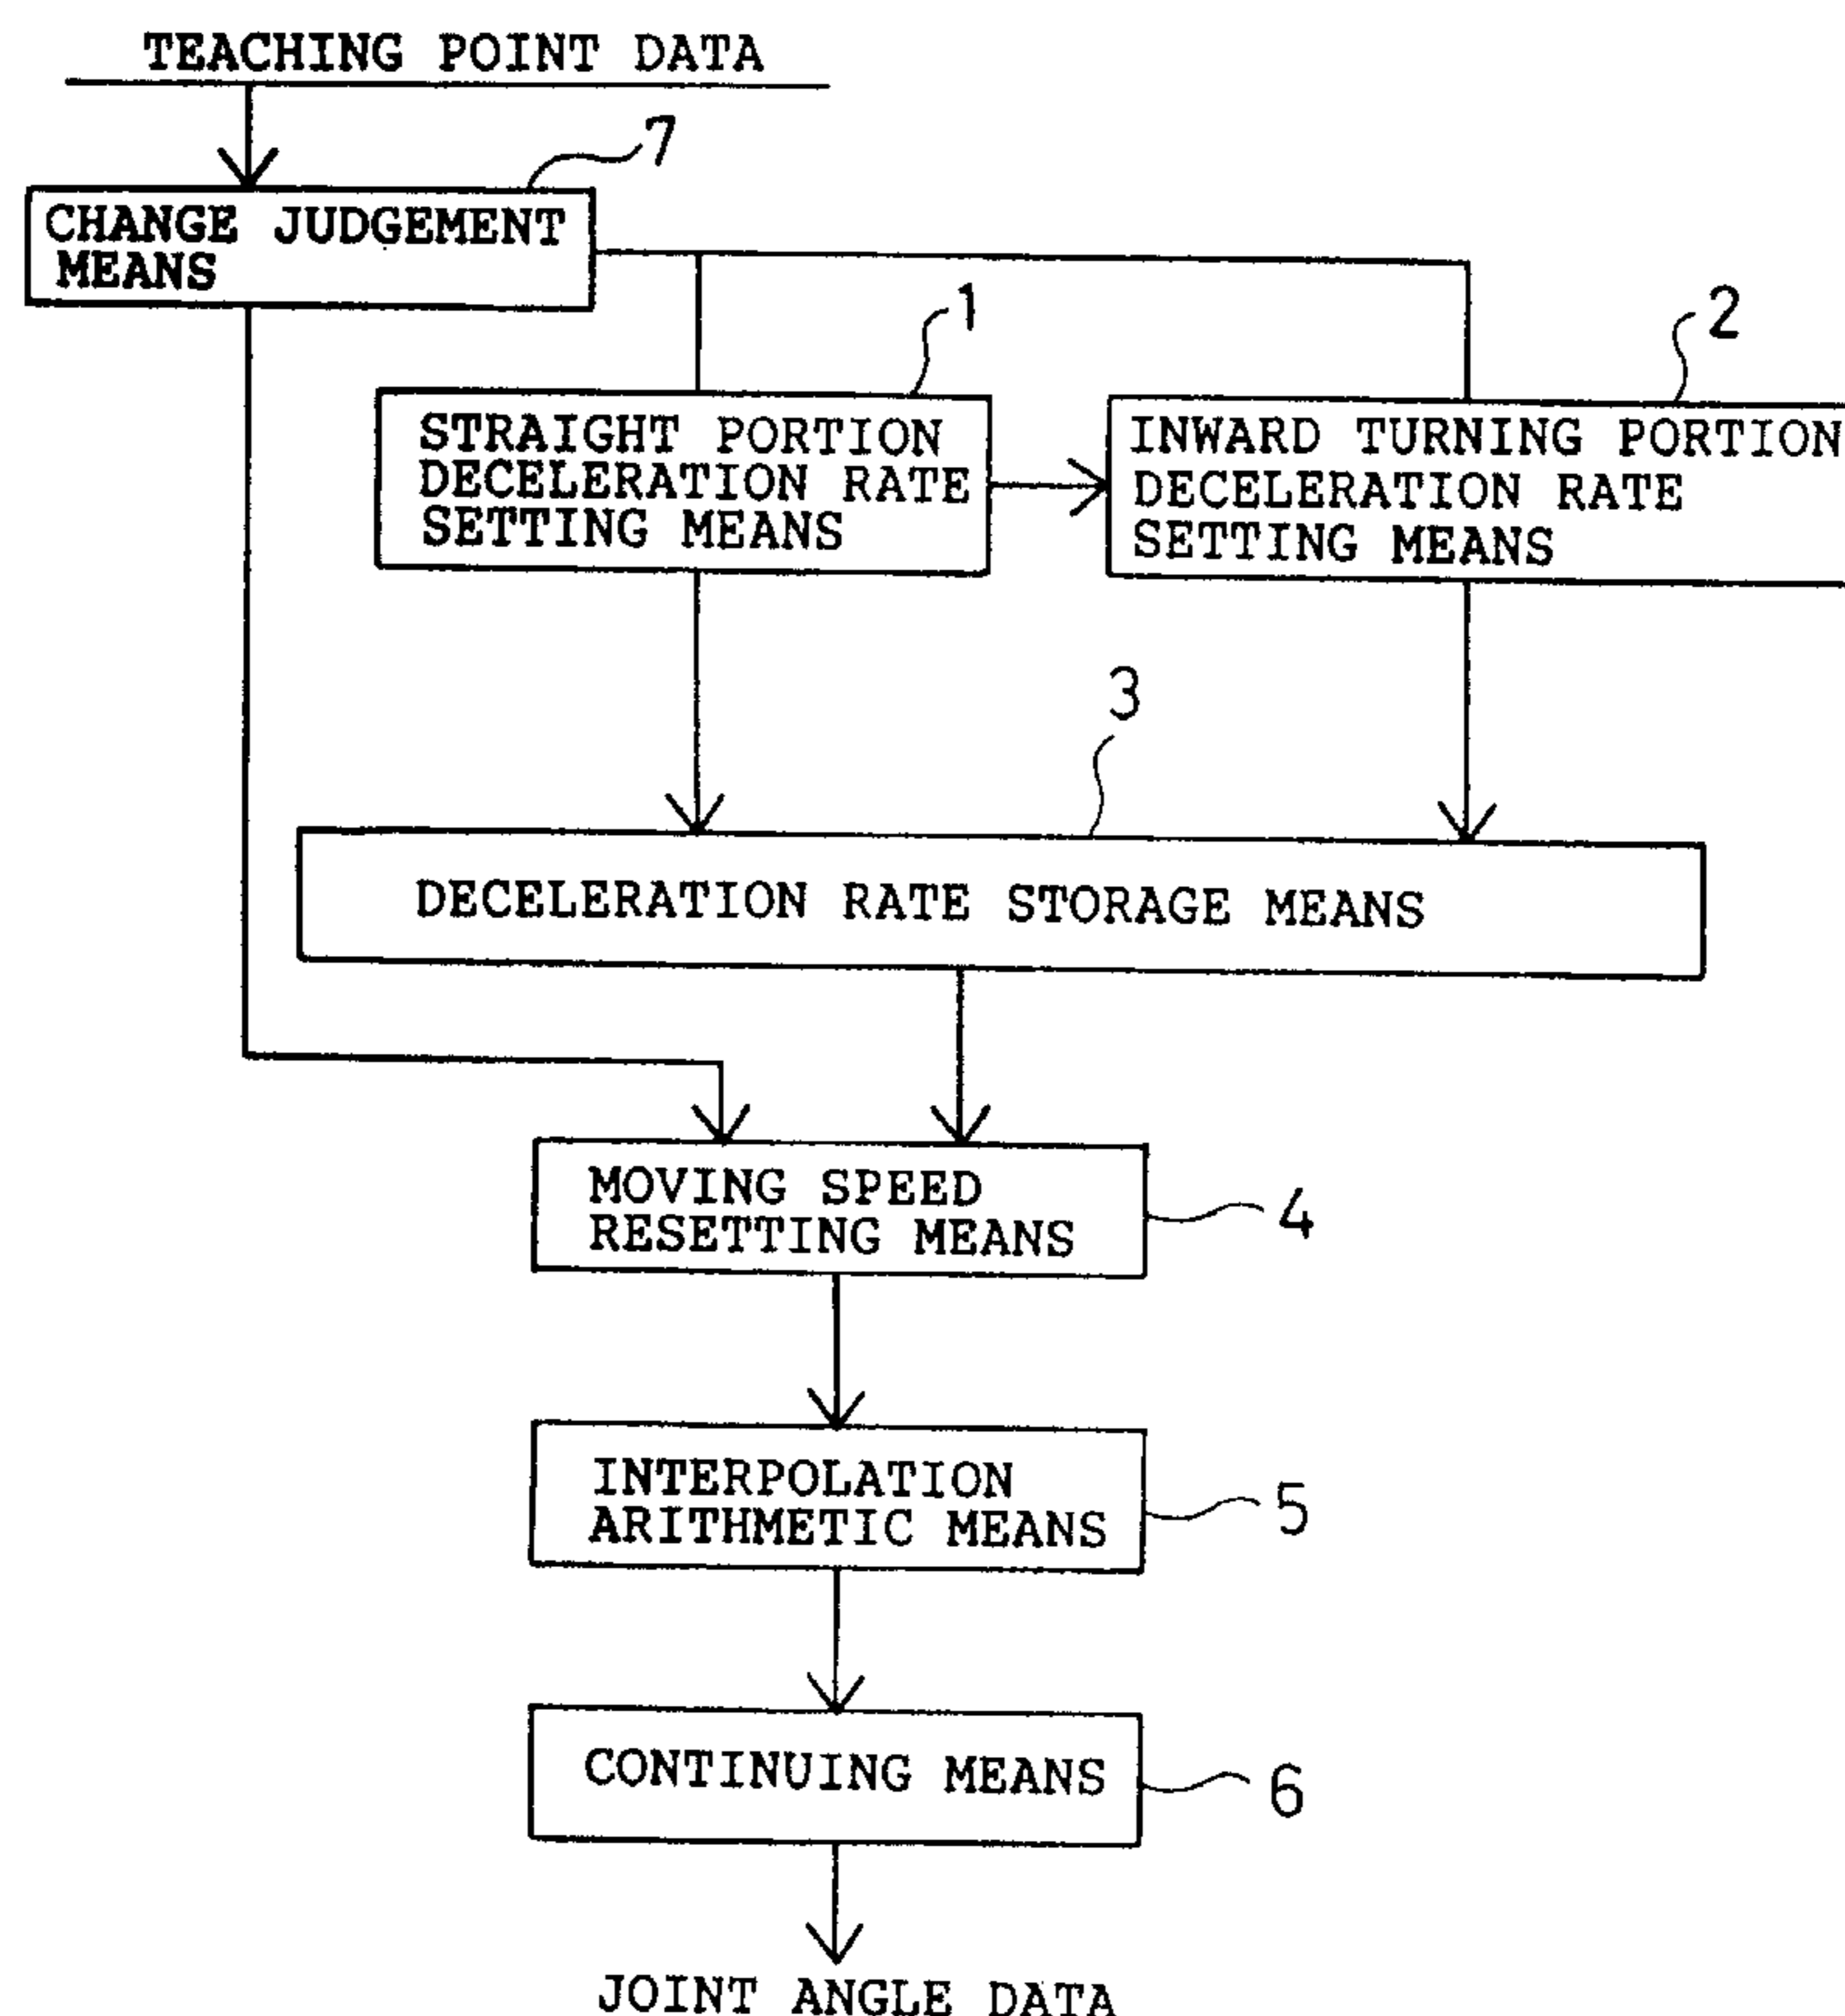 TEACHING POINT DATA
7
CHANGE JUDGEMENT
MEANS
1
2
STRAIGHT PORTION
DECELERATION RATE
SETTING MEANS
INWARD TURNING PORTION
DECELERATION RATE
SETTING MEANS
3
DECELERATION RATE STORAGE MEANS
MOVING SPEED
RESETTING MEANS
4
INTERPOLATION
ARITHMETIC MEANS
5
CONTINUING MEANS
6
JOINT ANGLE DATA